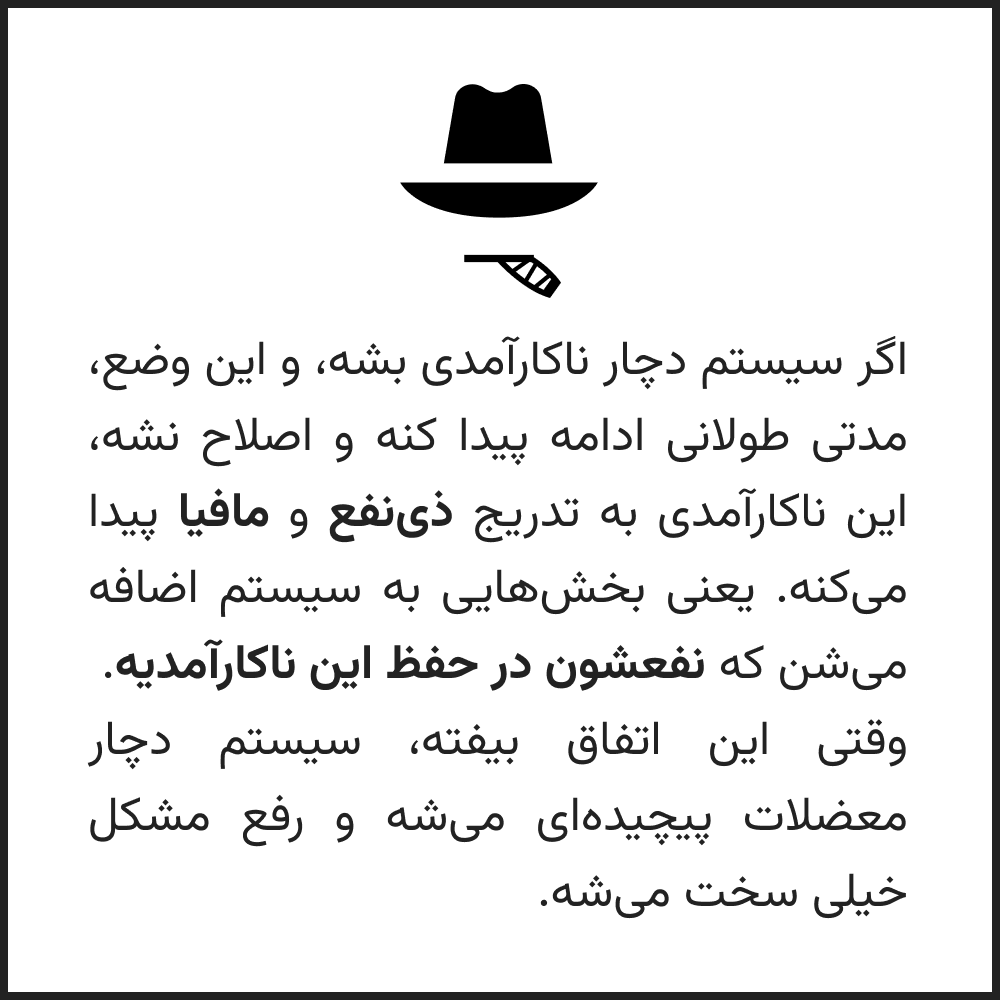 اگر سیستم دچار ناکارآمدی بشه، و این وضع،
مدتی طولانی ادامه پیدا کنه و اصلاح نشه،
این ناکارآمدی به تدریج ذی‌نفع و مافیا پیدا
می‌کنه. یعنی بخش‌هایی به سیستم اضافه
می‌شن که نفعشون در حفظ این ناکارآمدیه.
وقتی این اتفاق بیفته، سیستم دچار
معضلات پیچیده‌ای می‌شه و رفع مشکل
خیلی سخت می‌شه.